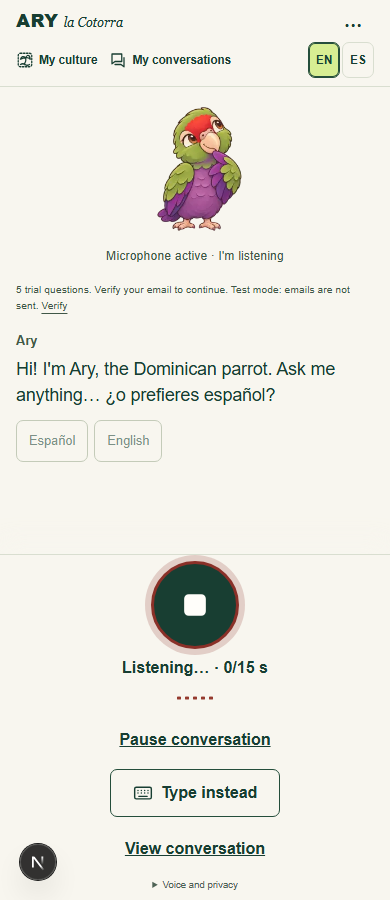 ARY la Cotorra
...
My culture
My conversations
EN
ES
Microphone active · I'm listening
5 trial questions. Verify your email to continue. Test mode: emails are not
sent. Verify
Ary
Hi! I'm Ary, the Dominican parrot. Ask me
anything… ¿o prefieres español?
Español
English
Listening… · 0/15 s
Pause conversation
Type instead
View conversation
N
▶ Voice and privacy